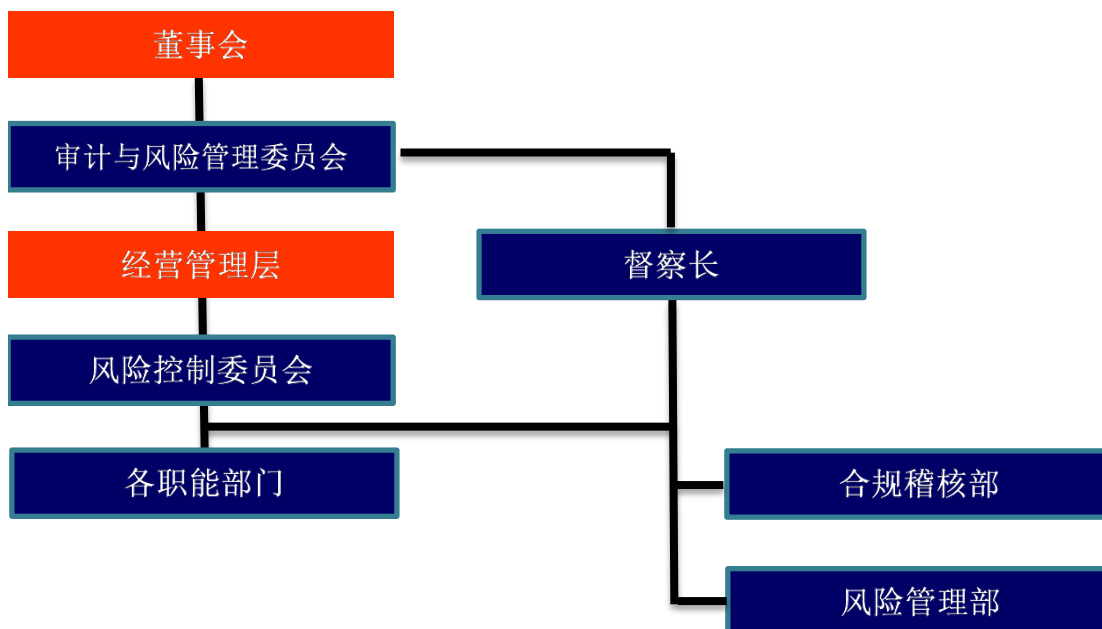 董事会
审计与风险管理委员会
经营管理层
督察长
风险控制委员会
各职能部门
合规稽核部
风险管理部